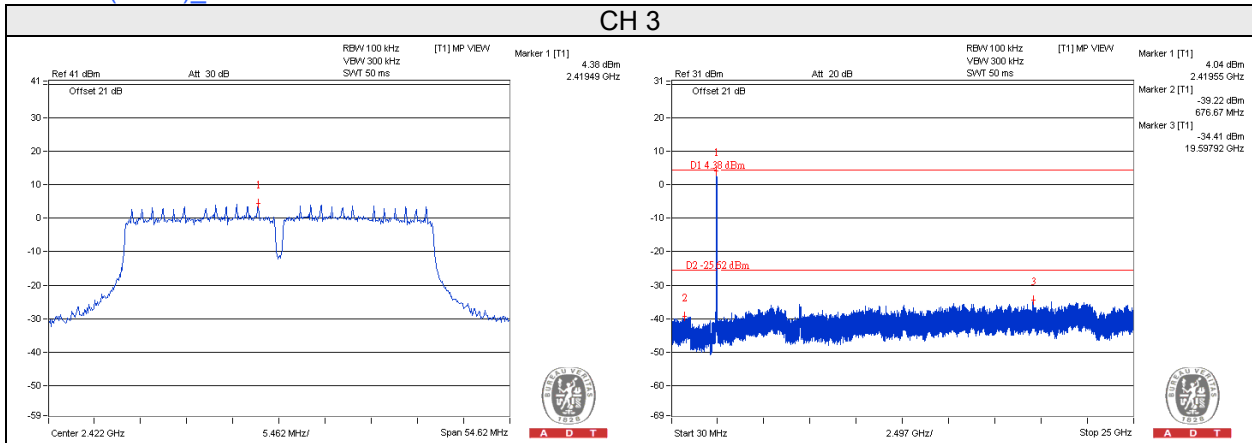 CH 3
RBW 100 kHz [T1] MP VIEW
VBW 300 kHz
Ref 41 dBm Att 30 dB SWT 50 ms
Marker 1 [T1]
4.38 dBm
2.41949 GHz
41
Offset 21 dB
30
20
10
0
-10
-20
-30
-40
-50
-59
1
Center 2.422 GHz 5.462 MHz/ Span 54.62 MHz
BUREAU VERITAS
1828
A D T
RBW 100 kHz [T1] MP VIEW
VBW 300 kHz
Ref 31 dBm Att 20 dB SWT 50 ms
Marker 1 [T1]
4.04 dBm
2.41955 GHz
Marker 2 [T1]
-39.22 dBm
676.67 MHz
Marker 3 [T1]
-34.41 dBm
19.59792 GHz
31
Offset 21 dB
20
10
0
-10
-20
-30
-40
-50
-60
-69
1
D1 4.38 dBm
D2 -25.62 dBm
2
3
Start 30 MHz 2.497 GHz/ Stop 25 GHz
BUREAU VERITAS
1828
A D T